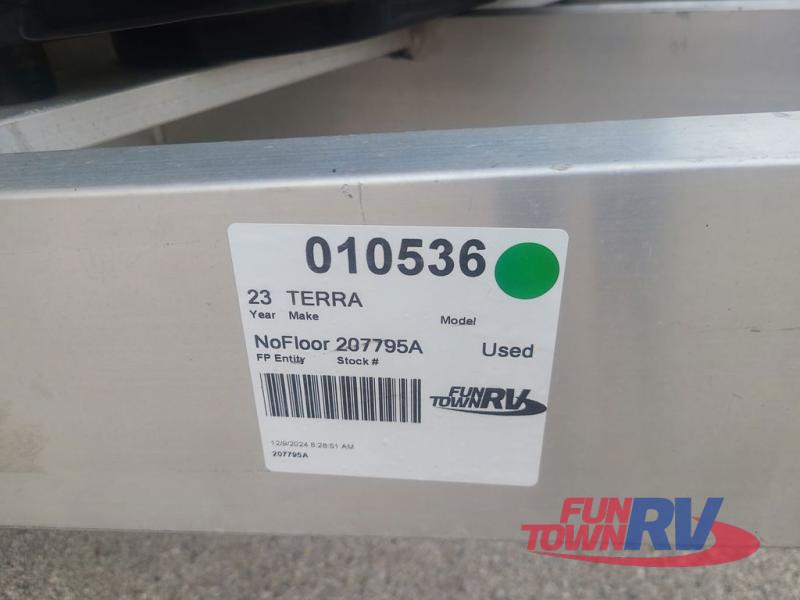 010536
23 TERRA
Year Make Model
NoFloor 207795A Used
FP Entity Stock #
FUN
TOWN RV
12/9/2024 8:28:51 AM
207795A
FUN
TOWN RV